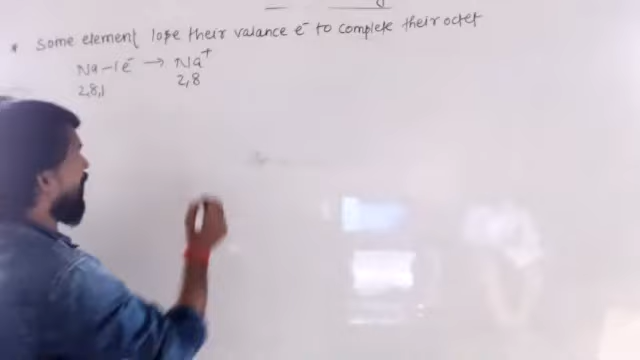 * some element lose their valance e⁻ to complete their octet
Na - 1e⁻ → Na⁺
2,8,1 2,8